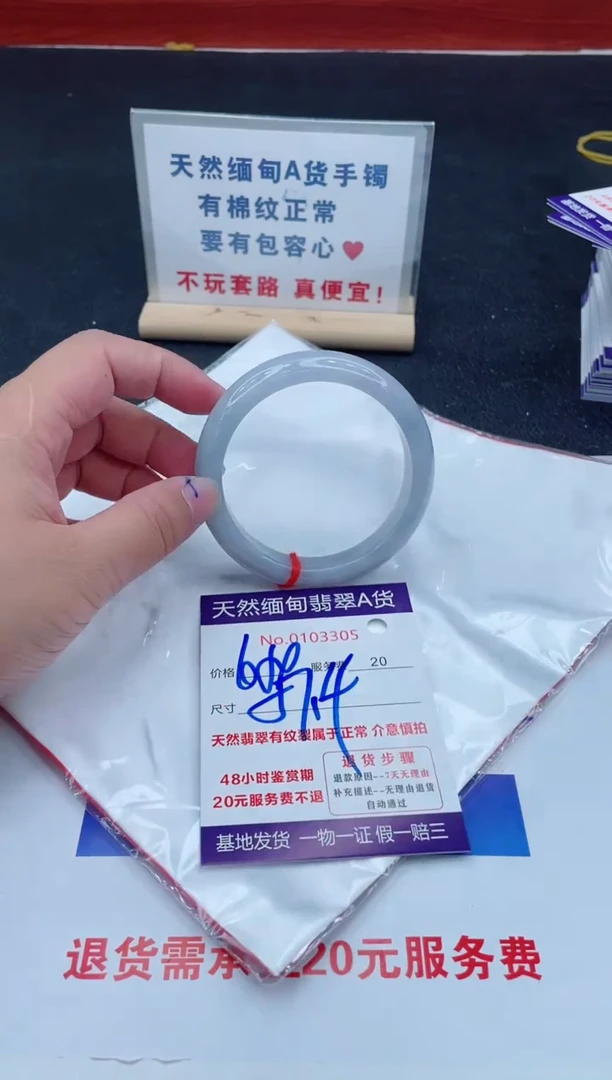 天然缅甸A货手镯
有棉纹正常
要有包容心❤
不玩套路 真便宜!
天然缅甸翡翠A货
No.0103305
价格
20
尺寸
天然翡翠有纹裂属于正常 介意慎拍
48小时鉴赏期
20元服务费不退
退货步骤
退款原因--7天无理由
补充描述--无理由退货
自动通过
基地发货 一物一证 假一赔三
退货需承 20元服务费